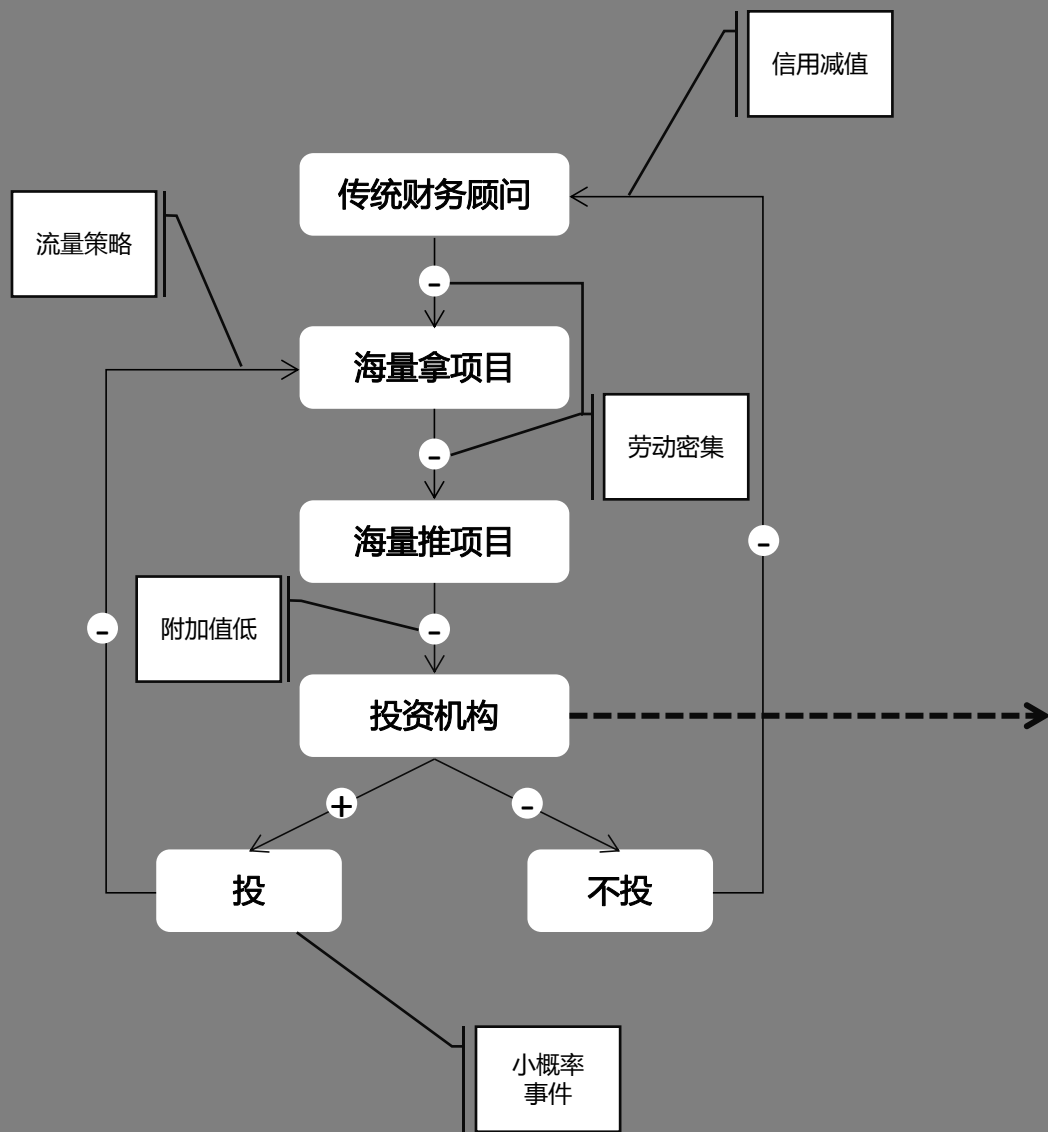 信用减值
传统财务顾问
流量策略
-
海量拿项目
-
劳动密集
海量推项目
-
附加值低
-
-
投资机构
+
-
投
不投
小概率
事件